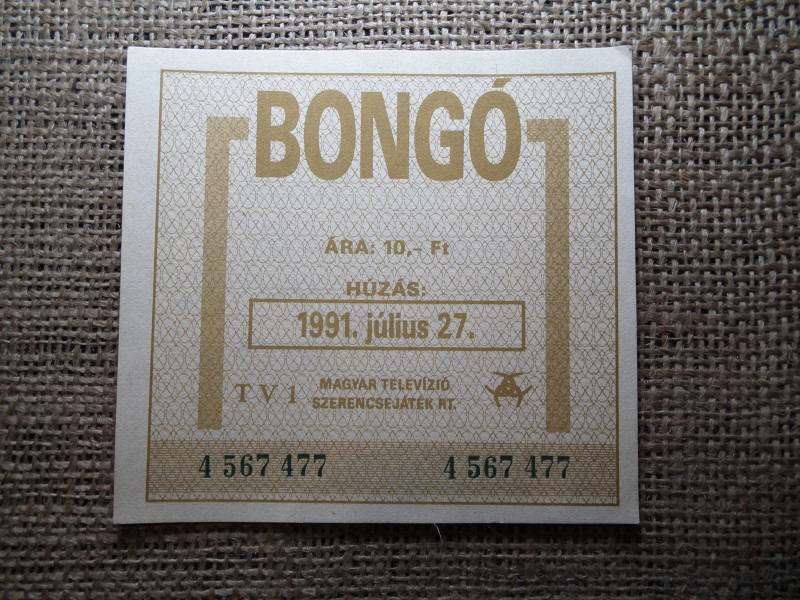 BONGÓ
ÁRA: 10,- Ft
HÚZÁS:
1991. július 27.
TV1 MAGYAR TELEVÍZIÓ
SZERENCSEJÁTÉK RT.
4 567 477 4 567 477